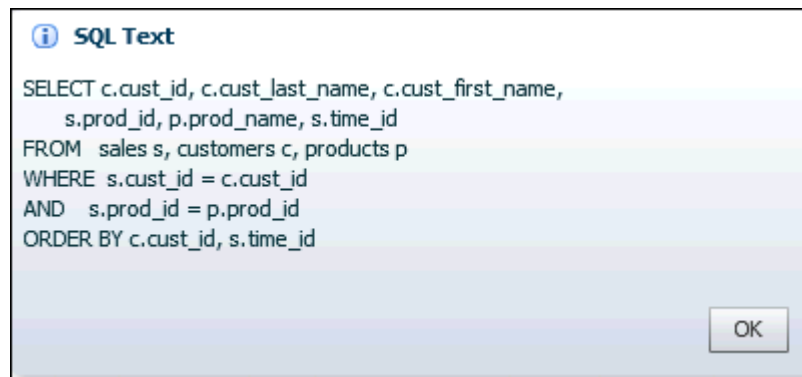 SQL Text
SELECT c.cust_id, c.cust_last_name, c.cust_first_name,
s.prod_id, p.prod_name, s.time_id
FROM sales s, customers c, products p
WHERE s.cust_id = c.cust_id
AND s.prod_id = p.prod_id
ORDER BY c.cust_id, s.time_id
OK